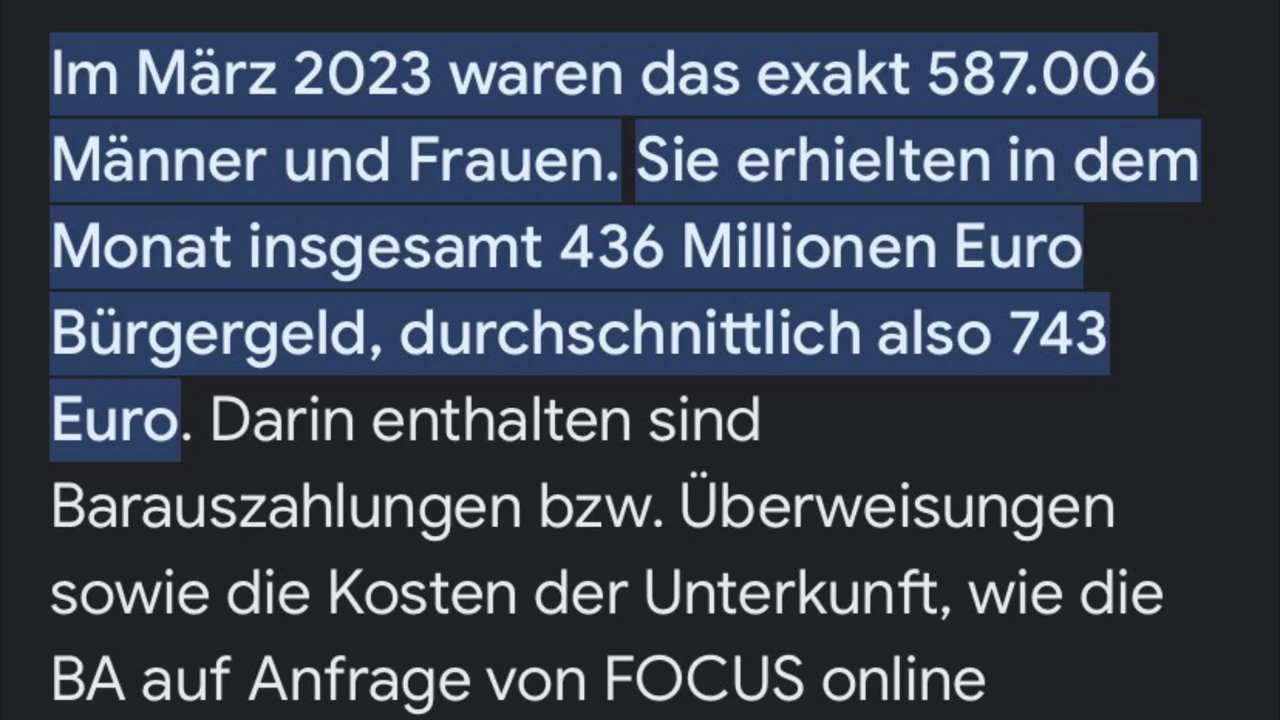 Im März 2023 waren das exakt 587.006
Männer und Frauen. Sie erhielten in dem
Monat insgesamt 436 Millionen Euro
Bürgergeld, durchschnittlich also 743
Euro. Darin enthalten sind
Barauszahlungen bzw. Überweisungen
sowie die Kosten der Unterkunft, wie die
BA auf Anfrage von FOCUS online